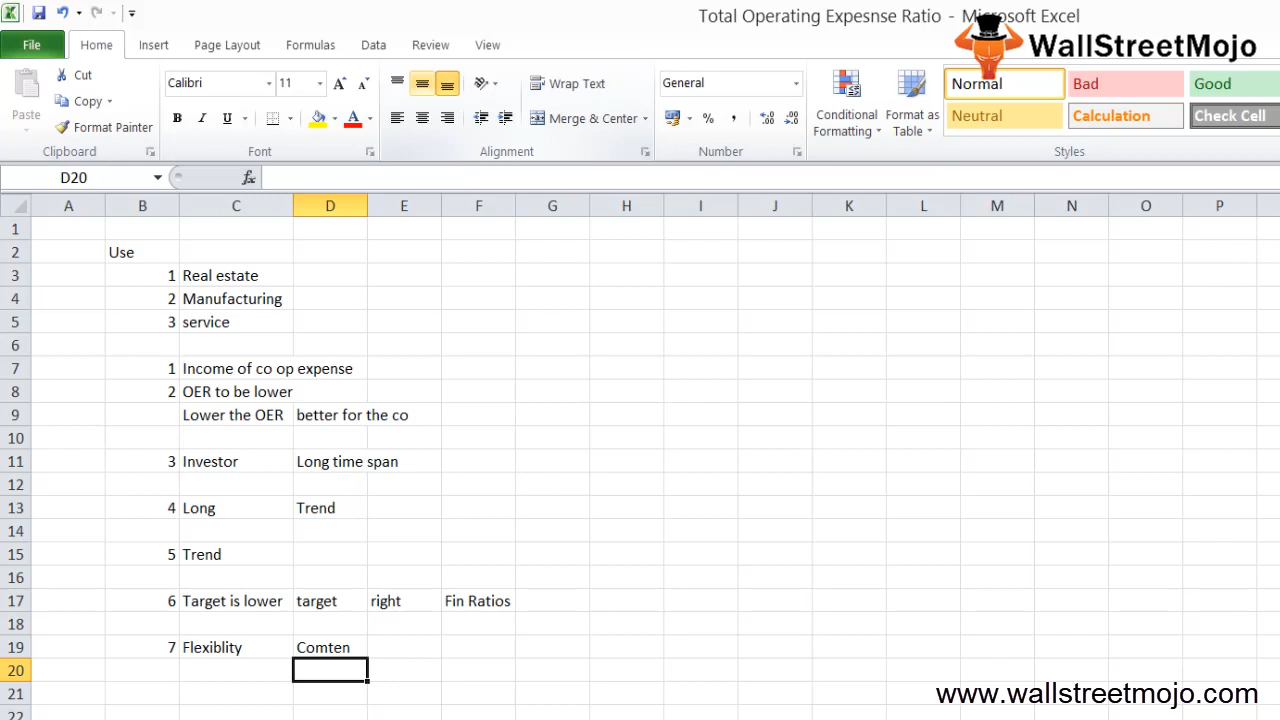 Total Operating Expesnse Ratio - Microsoft Excel
File Home Insert Page Layout Formulas Data Review View
WallStreetMojo
Paste
Cut
Copy
Format Painter
Clipboard
Calibri 11
B I U
Font
Wrap Text
Merge & Center
Alignment
General
Number
Conditional Formatting
Format as Table
Normal Bad Good
Neutral Calculation Check Cell
Styles
D20 fx
A B C D E F G H I J K L M N O P
1
2 Use
3 1 Real estate
4 2 Manufacturing
5 3 service
6
7 1 Income of co op expense
8 2 OER to be lower
9 Lower the OER better for the co
10
11 3 Investor Long time span
12
13 4 Long Trend
14
15 5 Trend
16
17 6 Target is lower target right Fin Ratios
18
19 7 Flexiblity Comten
20
21
22
www.wallstreetmojo.com